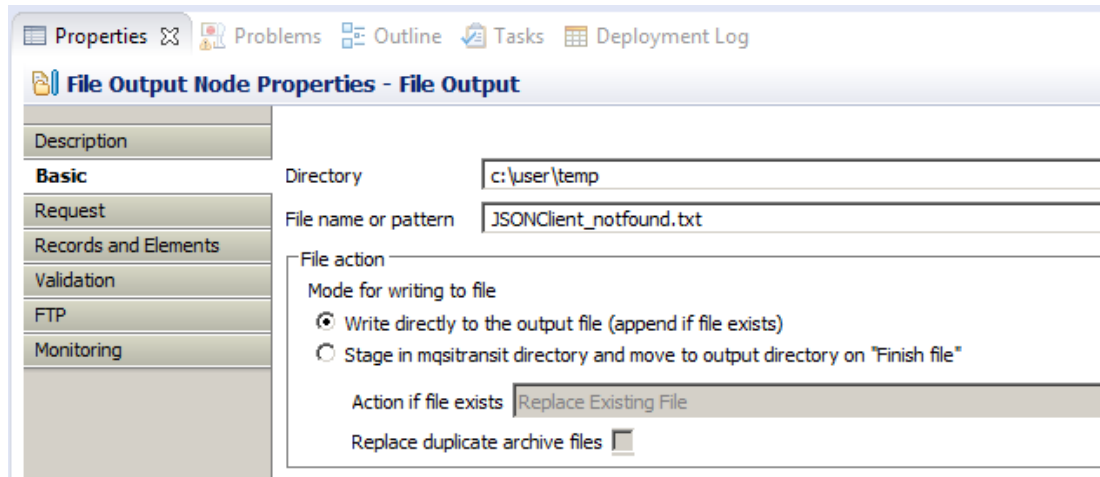 Properties Problems Outline Tasks Deployment Log
File Output Node Properties - File Output
Description
Basic
Request
Records and Elements
Validation
FTP
Monitoring
Directory c:\user\temp
File name or pattern JSONClient_notfound.txt
File action
Mode for writing to file
Write directly to the output file (append if file exists)
Stage in mqsitransit directory and move to output directory on "Finish file"
Action if file exists Replace Existing File
Replace duplicate archive files